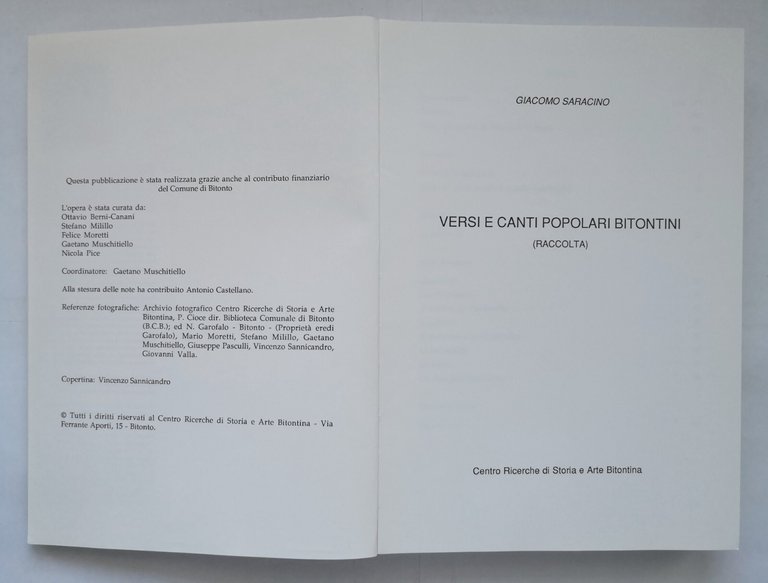 Questa pubblicazione è stata realizzata grazie anche al contributo finanziario
del Comune di Bitonto
L'opera è stata curata da:
Ottavio Berni-Canani
Stefano Milillo
Felice Moretti
Gaetano Muschitiello
Nicola Pice
Coordinatore: Gaetano Muschitiello
Alla stesura delle note ha contribuito Antonio Castellano.
Referenze fotografiche: Archivio fotografico Centro Ricerche di Storia e Arte
Bitontina, P. Cioce dir. Biblioteca Comunale di Bitonto
(B.C.B.); ed N. Garofalo - Bitonto - (Proprietà eredi
Garofalo), Mario Moretti, Stefano Milillo, Gaetano
Muschitiello, Giuseppe Pasculli, Vincenzo Sannicandro,
Giovanni Valla.
Copertina: Vincenzo Sannicandro
© Tutti i diritti riservati al Centro Ricerche di Storia e Arte Bitontina - Via
Ferrante Aporti, 15 - Bitonto.
GIACOMO SARACINO
VERSI E CANTI POPOLARI BITONTINI
(RACCOLTA)
Centro Ricerche di Storia e Arte Bitontina